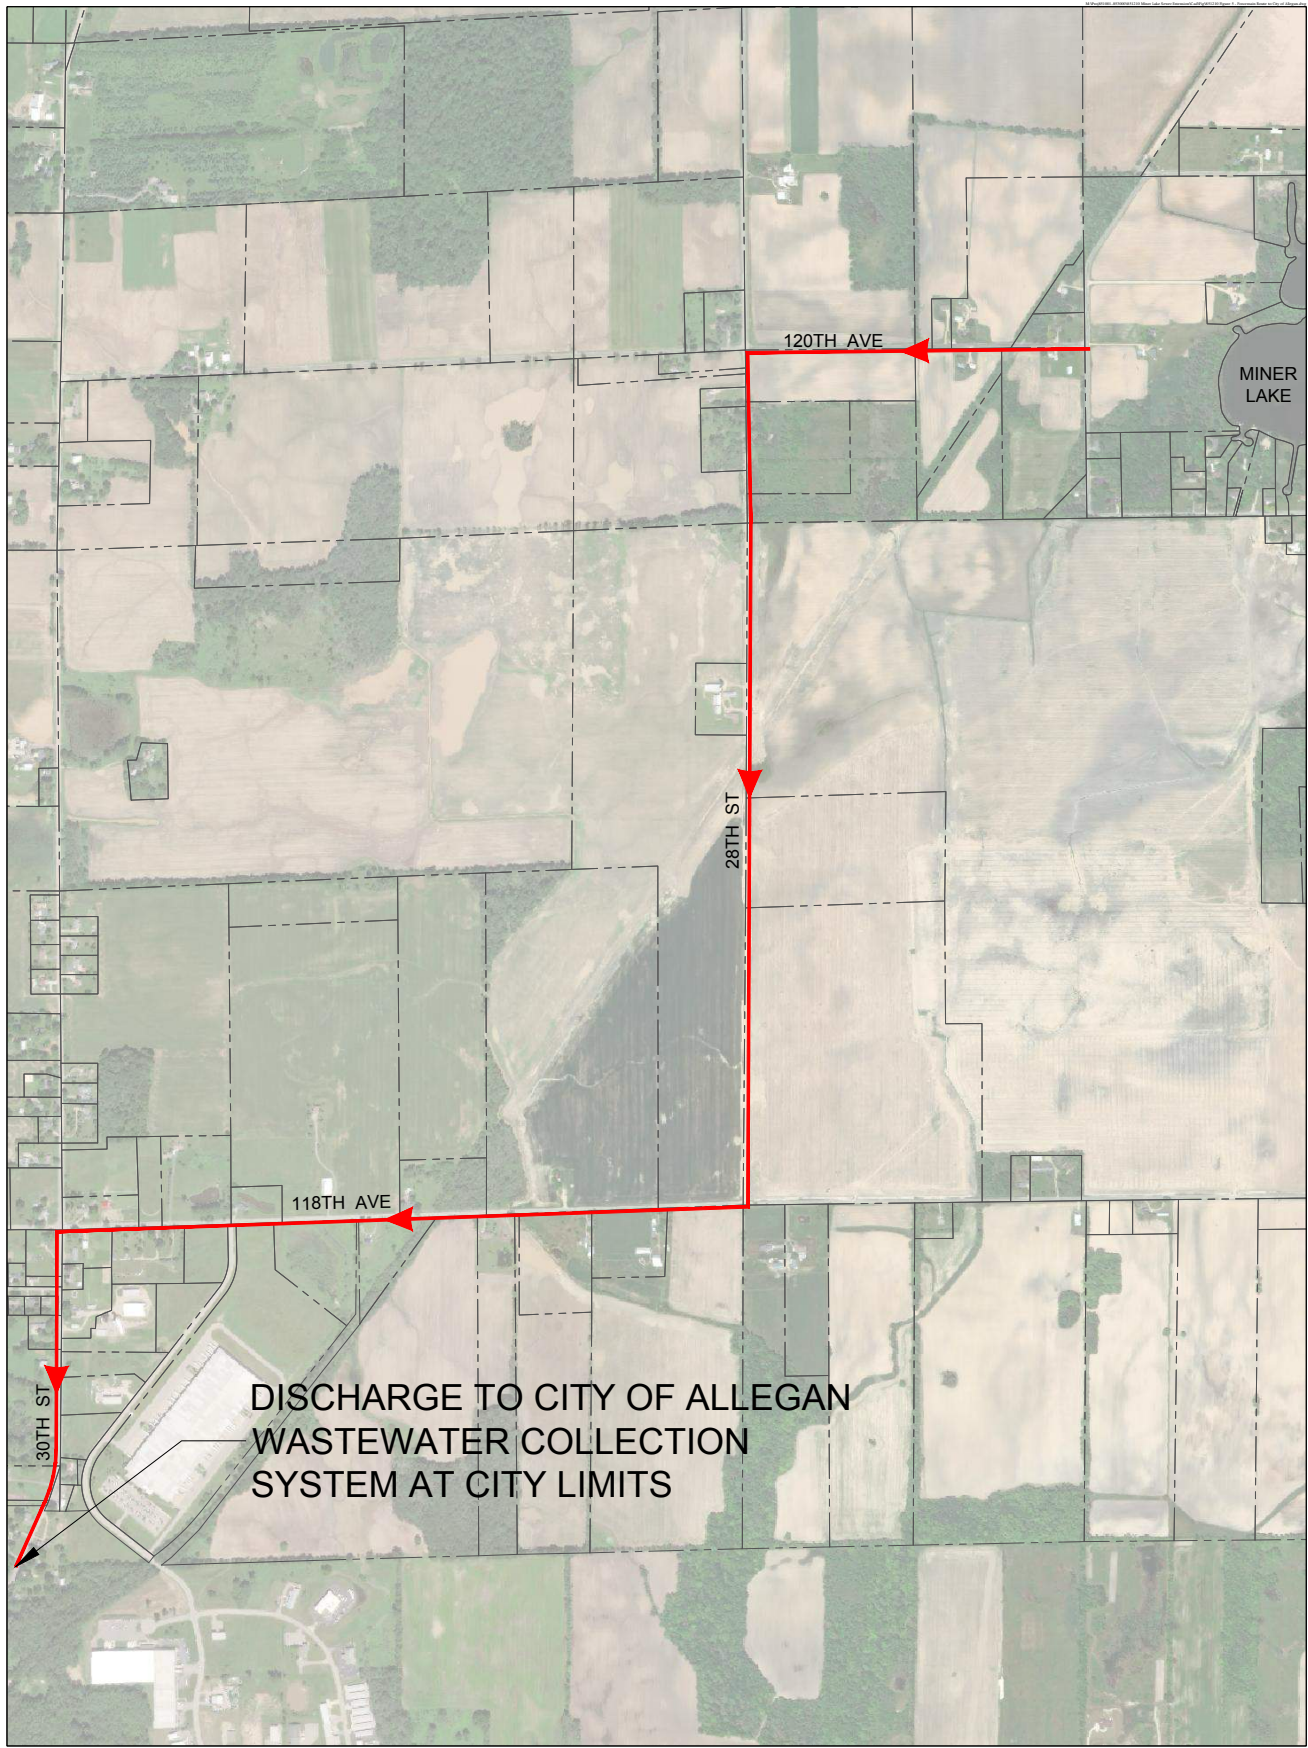 120TH AVE
MINER
LAKE
28TH ST
118TH AVE
DISCHARGE TO CITY OF ALLEGAN
WASTEWATER COLLECTION
SYSTEM AT CITY LIMITS
30TH ST